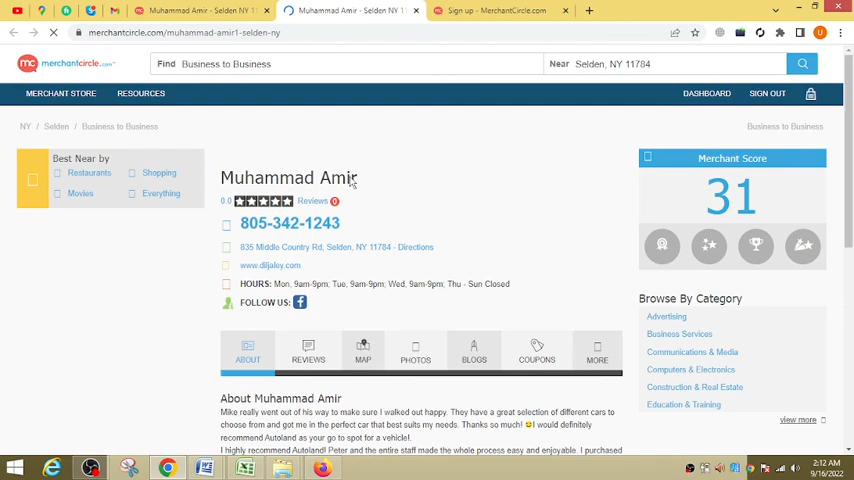 Muhammad Amir - Selden NY 1
Muhammad Amir - Selden NY 11
Sign up - MerchantCircle.com
merchantcircle.com/muhammad-amir1-selden-ny
merchantcircle.com
Find Business to Business
Near Selden, NY 11784
MERCHANT STORE RESOURCES
DASHBOARD SIGN OUT
NY / Selden / Business to Business
Business to Business
Best Near by
Restaurants Shopping
Movies Everything
Muhammad Amir
0.0 Reviews 0
805-342-1243
835 Middle Country Rd, Selden, NY 11784 - Directions
www.diljaley.com
HOURS: Mon, 9am-9pm; Tue, 9am-9pm; Wed, 9am-9pm; Thu - Sun Closed
FOLLOW US:
ABOUT REVIEWS MAP PHOTOS BLOGS COUPONS MORE
About Muhammad Amir
Mike really went out of his way to make sure I walked out happy. They have a great selection of different cars to
choose from and got me in the perfect car that best suits my needs. Thanks so much! 😊I would definitely
recommend Autoland as your go to spot for a vehicle!
I highly recommend Autoland! Peter and the entire staff made the whole process easy and enjoyable. I purchased
Merchant Score
31
Browse By Category
Advertising
Business Services
Communications & Media
Computers & Electronics
Construction & Real Estate
Education & Training
view more
2:12 AM
9/16/2022